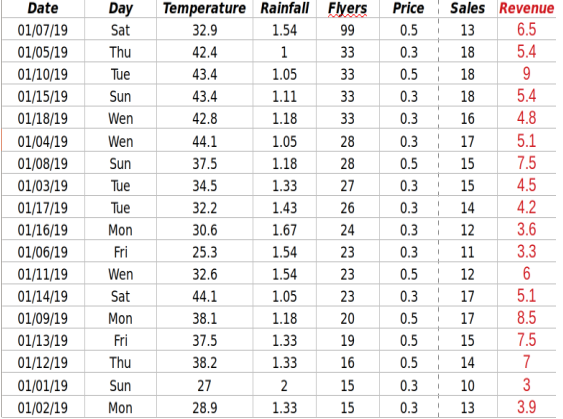 Date Day Temperature Rainfall Flyers Price Sales Revenue
01/07/19 Sat 32.9 1.54 99 0.5 13 6.5
01/05/19 Thu 42.4 1 33 0.3 18 5.4
01/10/19 Tue 43.4 1.05 33 0.5 18 9
01/15/19 Sun 43.4 1.11 33 0.3 18 5.4
01/18/19 Wen 42.8 1.18 33 0.3 16 4.8
01/04/19 Wen 44.1 1.05 28 0.3 17 5.1
01/08/19 Sun 37.5 1.18 28 0.5 15 7.5
01/03/19 Tue 34.5 1.33 27 0.3 15 4.5
01/17/19 Tue 32.2 1.43 26 0.3 14 4.2
01/16/19 Mon 30.6 1.67 24 0.3 12 3.6
01/06/19 Fri 25.3 1.54 23 0.3 11 3.3
01/11/19 Wen 32.6 1.54 23 0.5 12 6
01/14/19 Sat 44.1 1.05 23 0.3 17 5.1
01/09/19 Mon 38.1 1.18 20 0.5 17 8.5
01/13/19 Fri 37.5 1.33 19 0.5 15 7.5
01/12/19 Thu 38.2 1.33 16 0.5 14 7
01/01/19 Sun 27 2 15 0.3 10 3
01/02/19 Mon 28.9 1.33 15 0.3 13 3.9